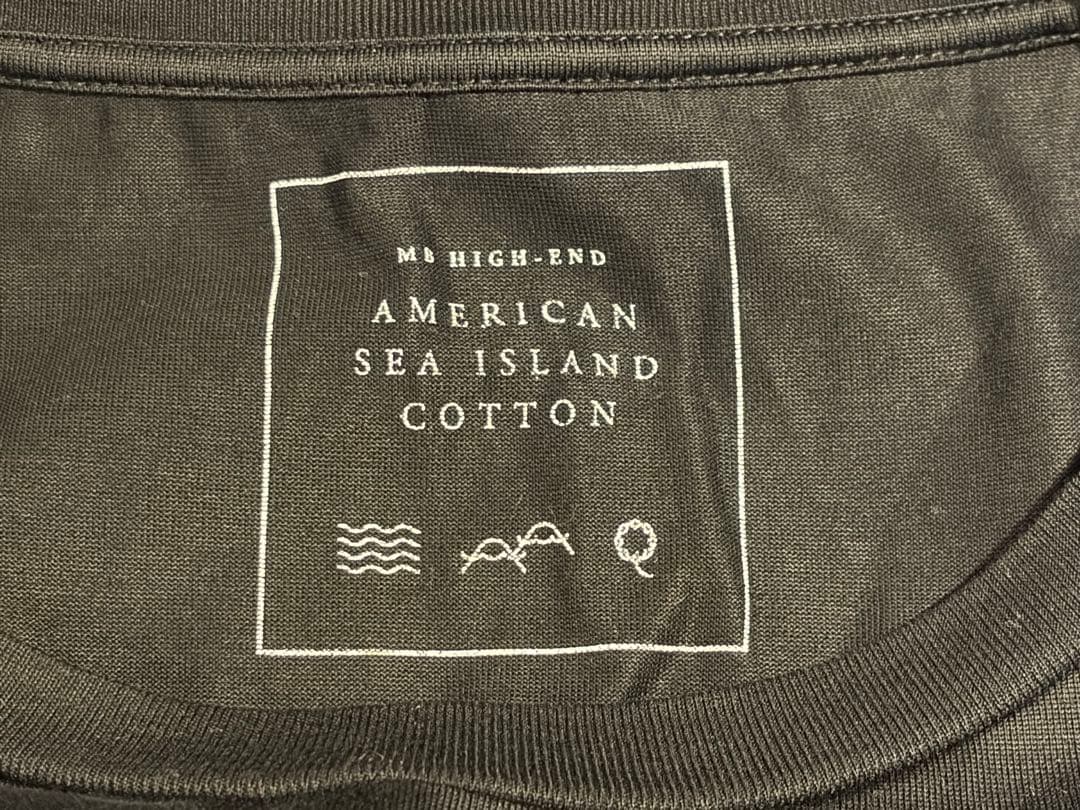 MB HIGH-END
AMERICAN
SEA ISLAND
COTTON